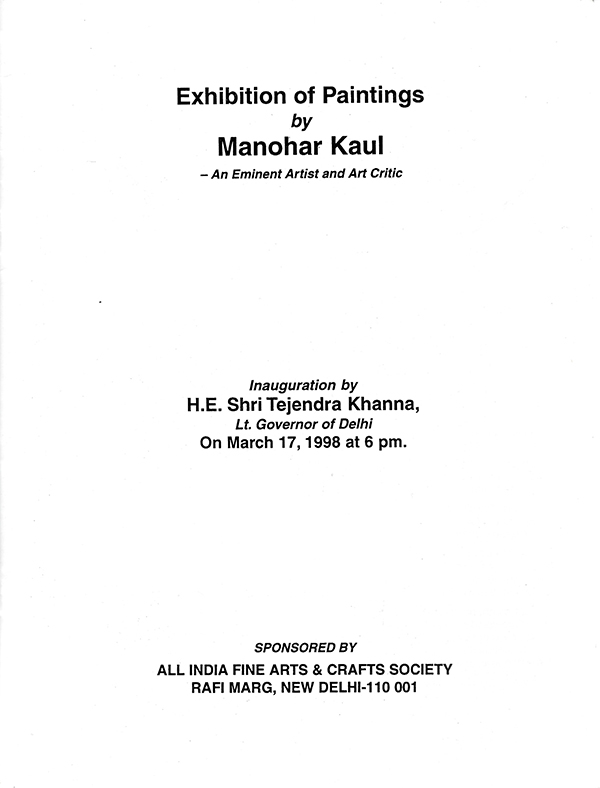 Exhibition of Paintings
by
Manohar Kaul
– An Eminent Artist and Art Critic
Inauguration by
H.E. Shri Tejendra Khanna,
Lt. Governor of Delhi
On March 17, 1998 at 6 pm.
SPONSORED BY
ALL INDIA FINE ARTS & CRAFTS SOCIETY
RAFI MARG, NEW DELHI-110 001